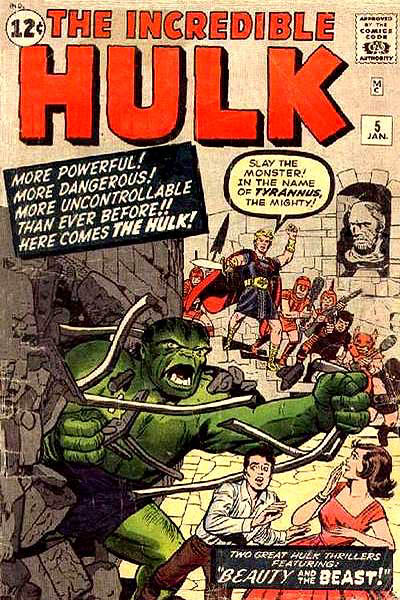 IND.
12¢
THE INCREDIBLE
HULK
APPROVED
BY THE
COMICS
CODE
AUTHORITY
MC
5
JAN.
MORE POWERFUL!
MORE DANGEROUS!
MORE UNCONTROLLABLE
THAN EVER BEFORE!!
HERE COMES THE HULK!
SLAY THE
MONSTER!
IN THE NAME
OF TYRANNUS,
THE MIGHTY!
TWO GREAT HULK THRILLERS
FEATURING:
"BEAUTY AND THE BEAST!"